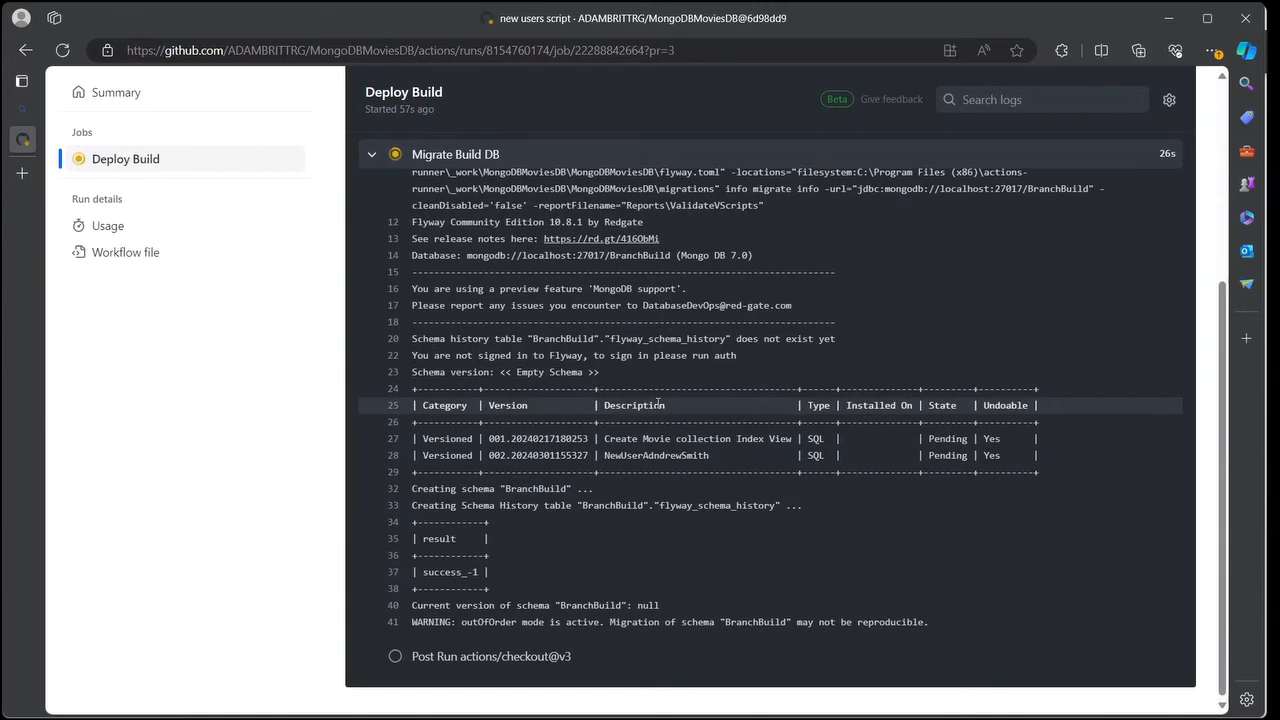 new users script · ADAMBRITTRG/MongoDBMoviesDB@6d98dd9
https://github.com/ADAMBRITTRG/MongoDBMoviesDB/actions/runs/8154760174/job/22288842664?pr=3
Summary
Jobs
Deploy Build
Run details
Usage
Workflow file
Deploy Build
Started 57s ago
Beta
Give feedback
Search logs
Migrate Build DB
26s
runner\_work\MongoDBMoviesDB\MongoDBMoviesDB\flyway.toml" -locations="filesystem:C:\Program Files (x86)\actions-
runner\_work\MongoDBMoviesDB\MongoDBMoviesDB\migrations" info migrate info -url="jdbc:mongodb://localhost:27017/BranchBuild" -
cleanDisabled='false' -reportFilename="Reports\ValidateVScripts"
12 Flyway Community Edition 10.8.1 by Redgate
13 See release notes here: https://rd.gt/416ObMi
14 Database: mongodb://localhost:27017/BranchBuild (Mongo DB 7.0)
15 -----------------------------------------------------------------------------
16 You are using a preview feature 'MongoDB support'.
17 Please report any issues you encounter to DatabaseDevOps@red-gate.com
18 -----------------------------------------------------------------------------
20 Schema history table "BranchBuild"."flyway_schema_history" does not exist yet
22 You are not signed in to Flyway, to sign in please run auth
23 Schema version: << Empty Schema >>
24 +-----------+--------------------+------------------------------------+------+--------------+---------+----------+
25 | Category | Version | Description | Type | Installed On | State | Undoable |
26 +-----------+--------------------+------------------------------------+------+--------------+---------+----------+
27 | Versioned | 001.20240217180253 | Create Movie collection Index View | SQL | | Pending | Yes |
28 | Versioned | 002.20240301155327 | NewUserAdndrewSmith | SQL | | Pending | Yes |
29 +-----------+--------------------+------------------------------------+------+--------------+---------+----------+
32 Creating schema "BranchBuild" ...
33 Creating Schema History table "BranchBuild"."flyway_schema_history" ...
34 +------------+
35 | result |
36 +------------+
37 | success_-1 |
38 +------------+
40 Current version of schema "BranchBuild": null
41 WARNING: outOfOrder mode is active. Migration of schema "BranchBuild" may not be reproducible.
Post Run actions/checkout@v3